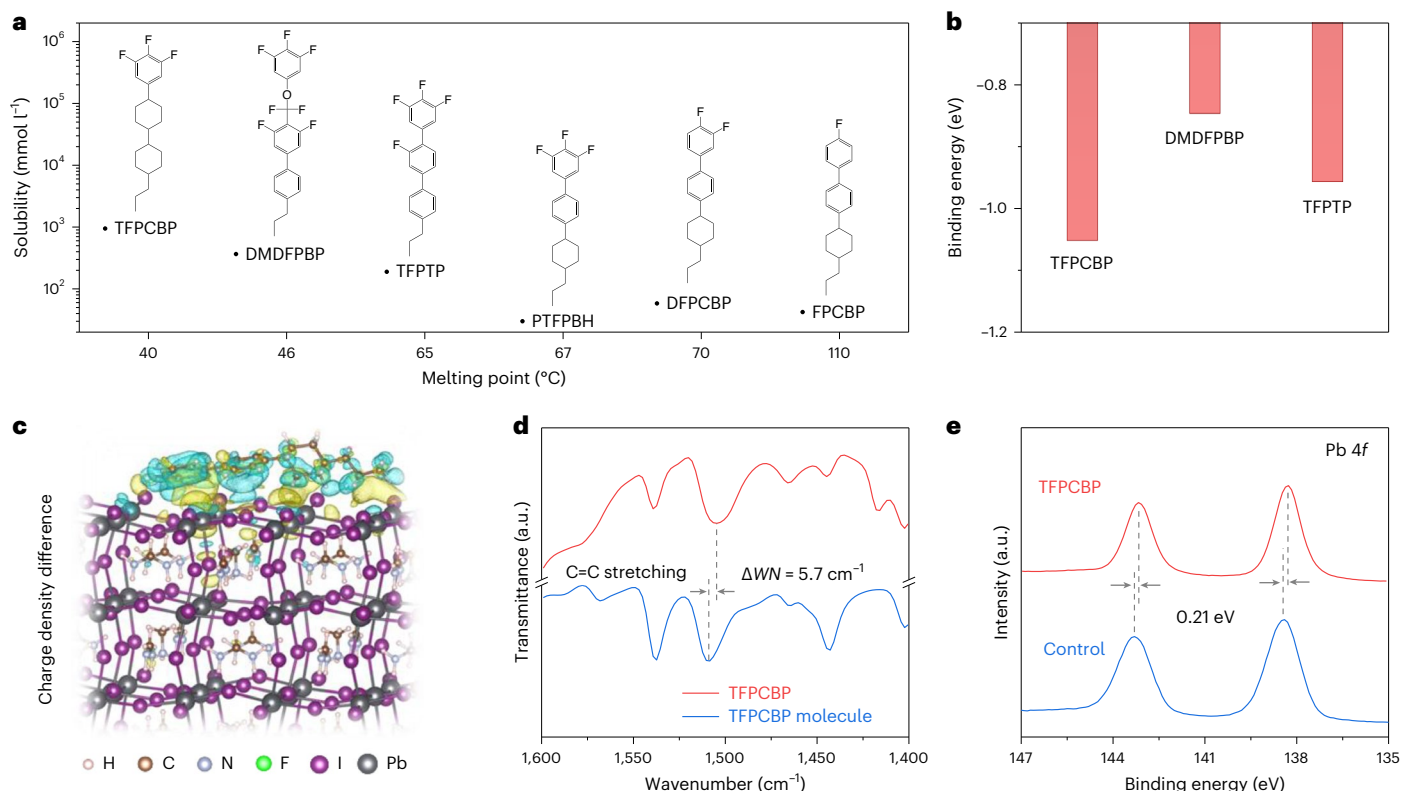 a
Solubility (mmol l⁻¹)
10⁶
10⁵
10⁴
10³
10²
F
F F
F
F F
O
F F
F F
F
F F
F
F
F F
F
F
F
• TFPCBP
• DMDFPBP
• TFPTP
• PTFPBH
• DFPCBP
• FPCBP
40 46 65 67 70 110
Melting point (°C)
b
Binding energy (eV)
−0.8
−1.0
−1.2
TFPCBP
DMDFPBP
TFPTP
c
Charge density difference
H C N F I Pb
d
Transmittance (a.u.)
C=C stretching
ΔWN = 5.7 cm⁻¹
TFPCBP
TFPCBP molecule
1,600 1,550 1,500 1,450 1,400
Wavenumber (cm⁻¹)
e
Intensity (a.u.)
Pb 4f
TFPCBP
0.21 eV
Control
147 144 141 138 135
Binding energy (eV)